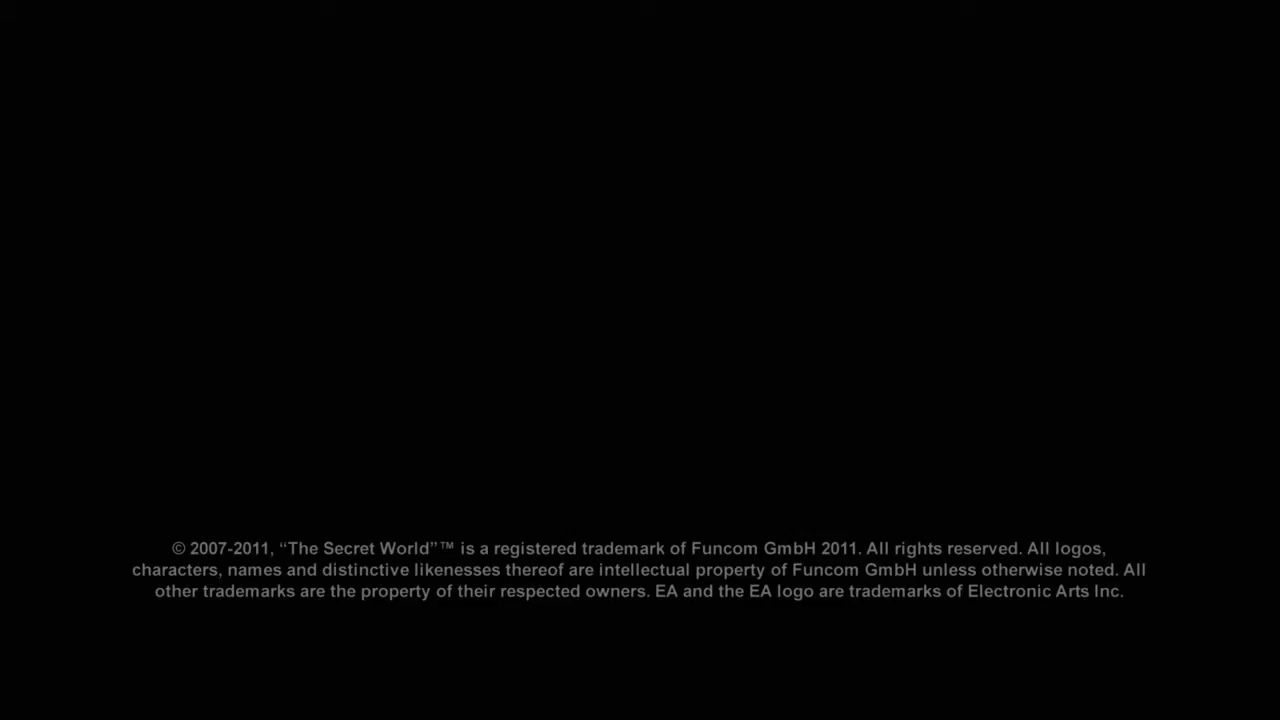 © 2007-2011, “The Secret World”™ is a registered trademark of Funcom GmbH 2011. All rights reserved. All logos,
characters, names and distinctive likenesses thereof are intellectual property of Funcom GmbH unless otherwise noted. All
other trademarks are the property of their respected owners. EA and the EA logo are trademarks of Electronic Arts Inc.